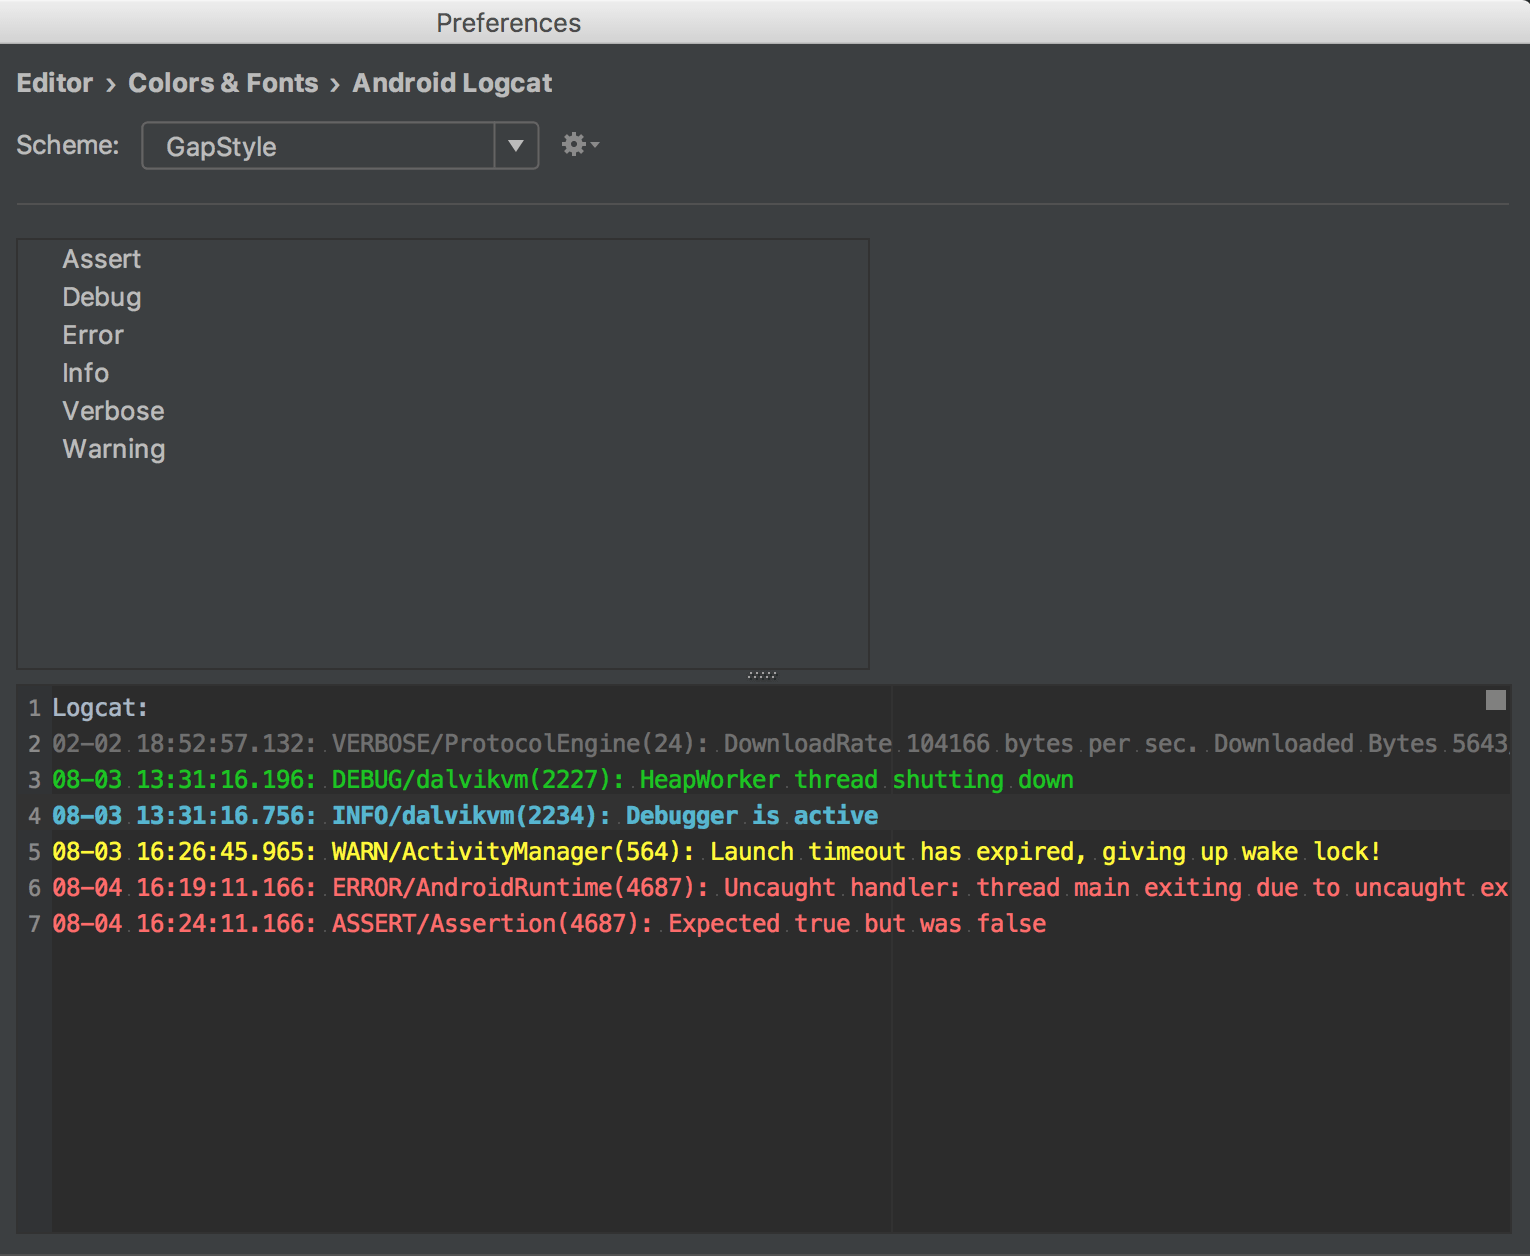 Preferences
Editor › Colors & Fonts › Android Logcat
Scheme: GapStyle
Assert
Debug
Error
Info
Verbose
Warning
1 Logcat:
2 02-02 18:52:57.132: VERBOSE/ProtocolEngine(24): DownloadRate 104166 bytes per sec. Downloaded Bytes 5643
3 08-03 13:31:16.196: DEBUG/dalvikvm(2227): HeapWorker thread shutting down
4 08-03 13:31:16.756: INFO/dalvikvm(2234): Debugger is active
5 08-03 16:26:45.965: WARN/ActivityManager(564): Launch timeout has expired, giving up wake lock!
6 08-04 16:19:11.166: ERROR/AndroidRuntime(4687): Uncaught handler: thread main exiting due to uncaught ex
7 08-04 16:24:11.166: ASSERT/Assertion(4687): Expected true but was false